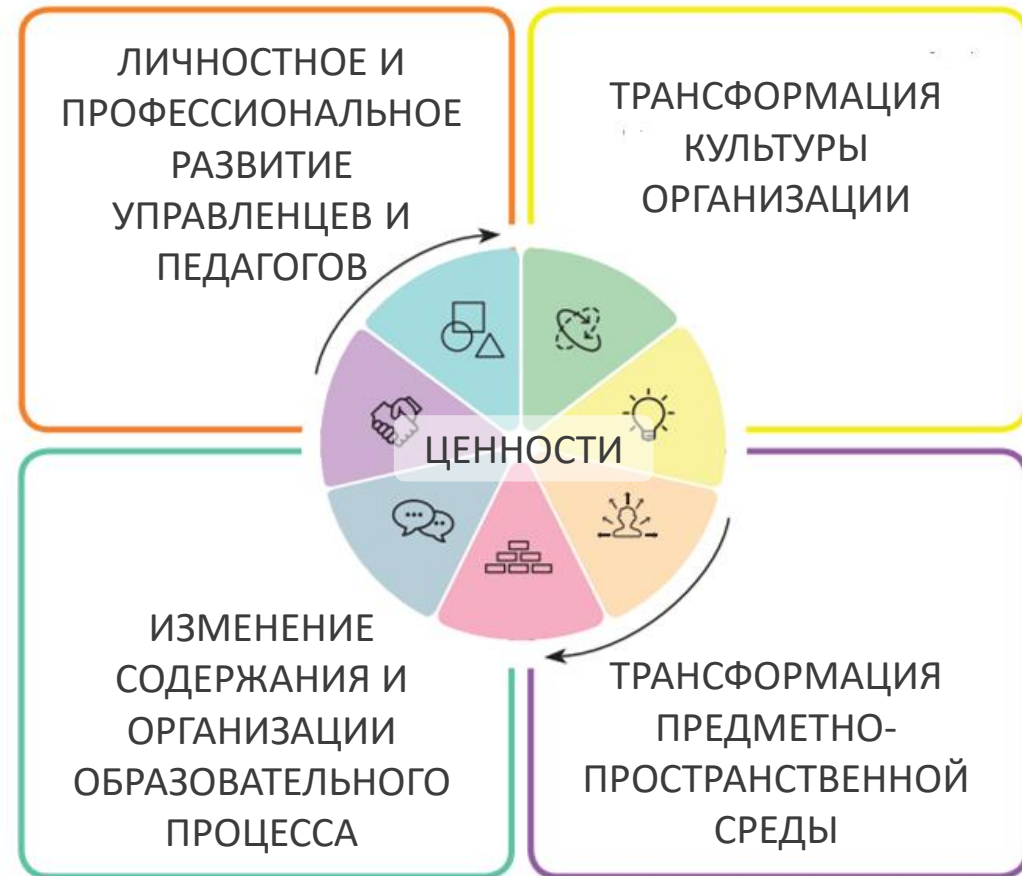 ЛИЧНОСТНОЕ И
ПРОФЕССИОНАЛЬНОЕ
РАЗВИТИЕ
УПРАВЛЕНЦЕВ И
ПЕДАГОГОВ
ТРАНСФОРМАЦИЯ
КУЛЬТУРЫ
ОРГАНИЗАЦИИ
ЦЕННОСТИ
ИЗМЕНЕНИЕ
СОДЕРЖАНИЯ И
ОРГАНИЗАЦИИ
ОБРАЗОВАТЕЛЬНОГО
ПРОЦЕССА
ТРАНСФОРМАЦИЯ
ПРЕДМЕТНО-
ПРОСТРАНСТВЕННОЙ
СРЕДЫ